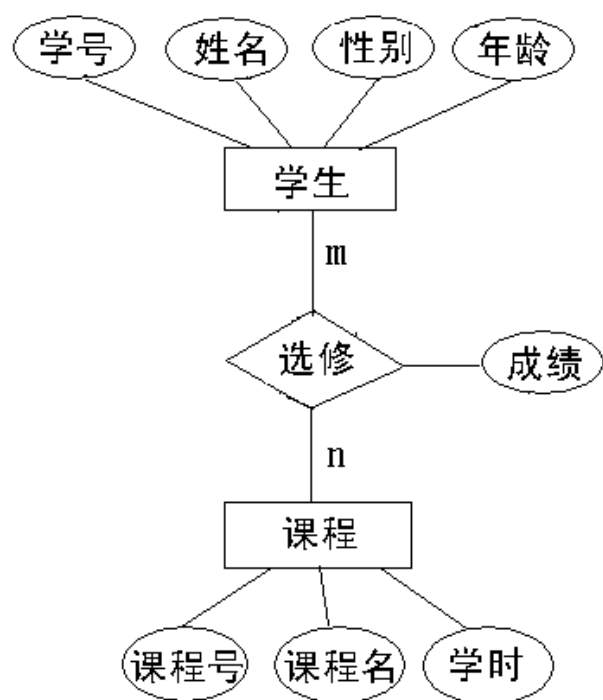 学号 姓名 性别 年龄
学生
m
选修 成绩
n
课程
课程号 课程名 学时